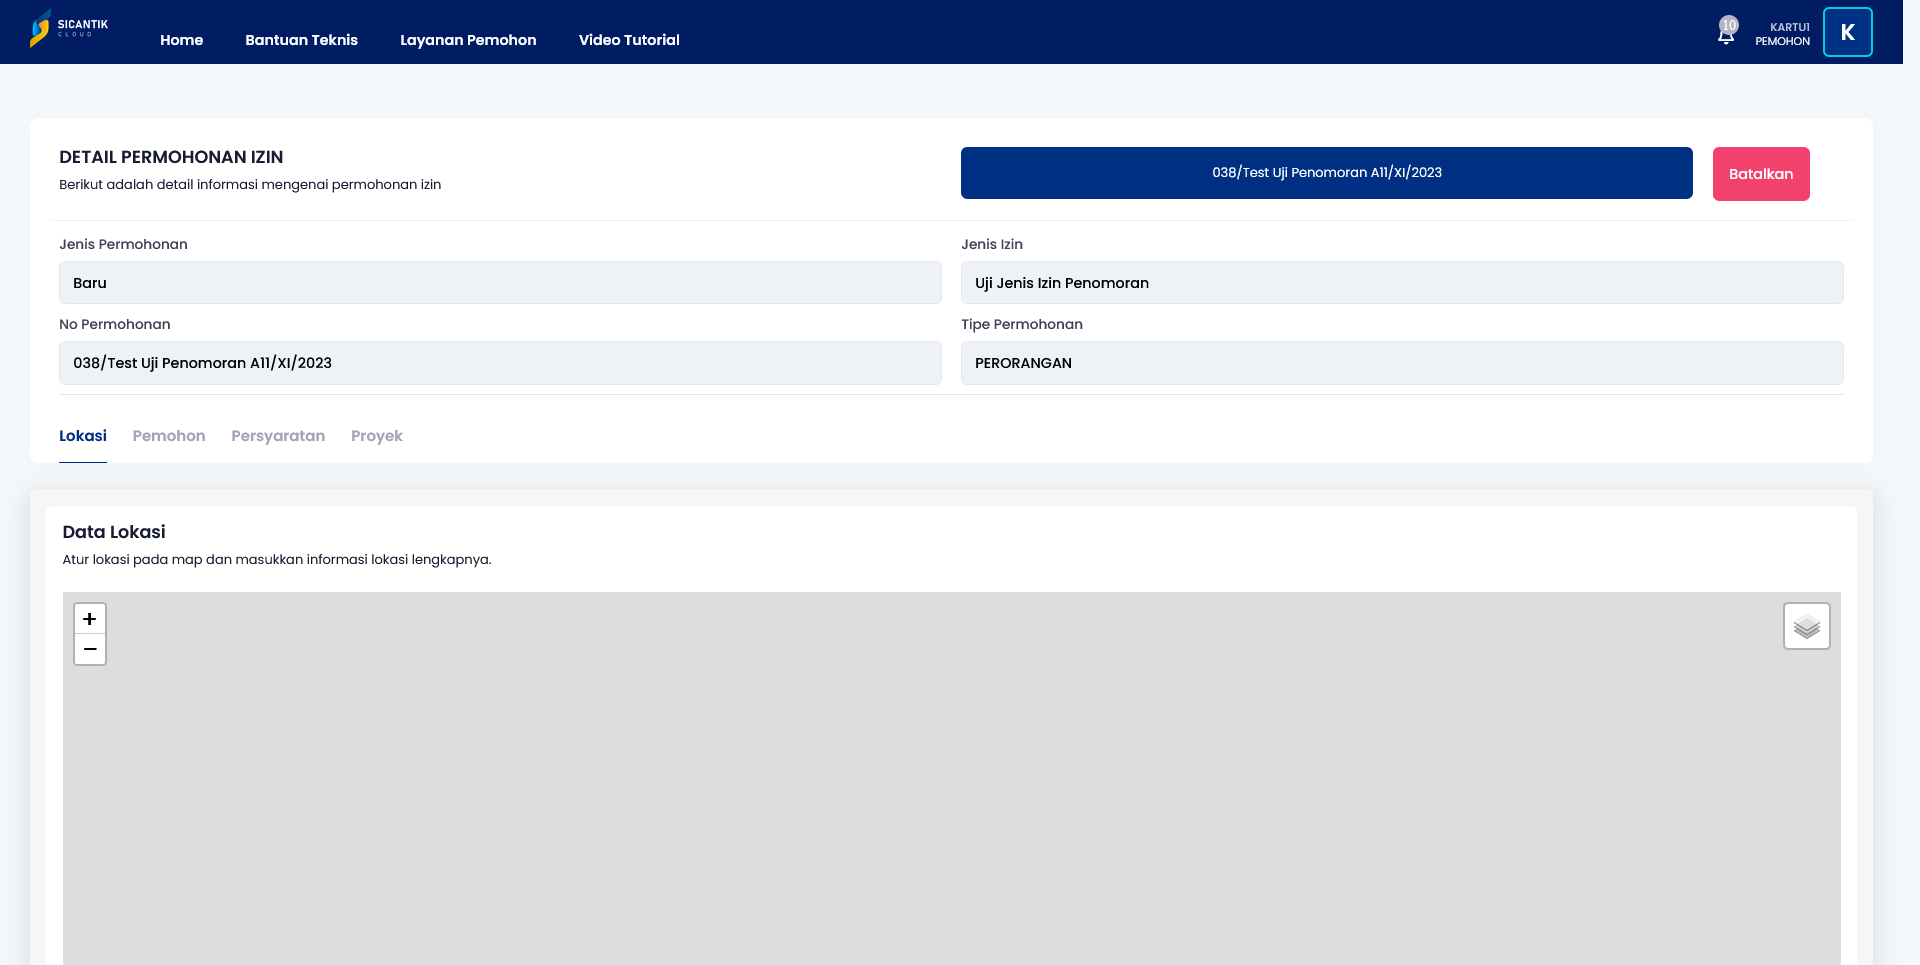 SICANTIK
CLOUD
Home
Bantuan Teknis
Layanan Pemohon
Video Tutorial
10
KARTU1
PEMOHON
K
DETAIL PERMOHONAN IZIN
Berikut adalah detail informasi mengenai permohonan izin
038/Test Uji Penomoran A11/XI/2023
Batalkan
Jenis Permohonan
Baru
Jenis Izin
Uji Jenis Izin Penomoran
No Permohonan
038/Test Uji Penomoran A11/XI/2023
Tipe Permohonan
PERORANGAN
Lokasi
Pemohon
Persyaratan
Proyek
Data Lokasi
Atur lokasi pada map dan masukkan informasi lokasi lengkapnya.
+
−